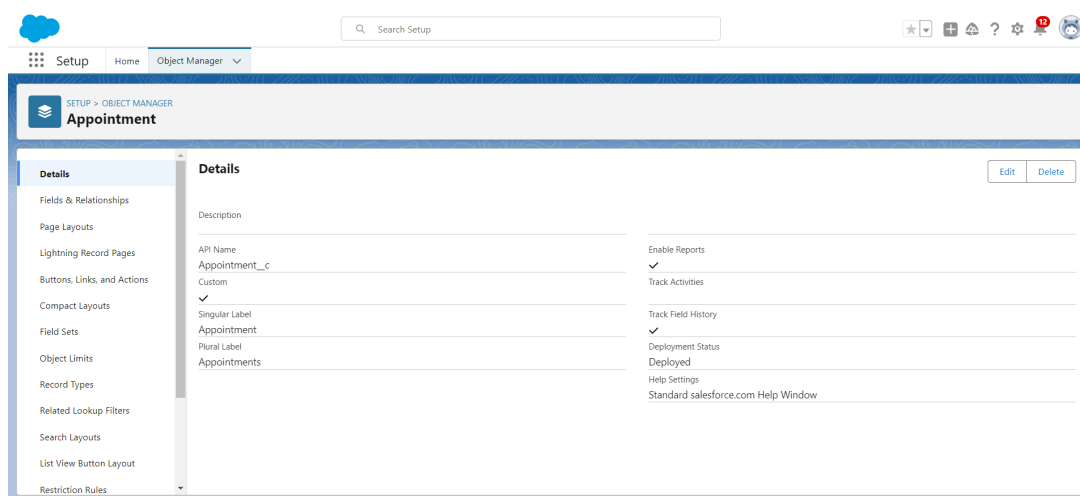 Search Setup
12
Setup
Home
Object Manager
SETUP > OBJECT MANAGER
Appointment
Details
Fields & Relationships
Page Layouts
Lightning Record Pages
Buttons, Links, and Actions
Compact Layouts
Field Sets
Object Limits
Record Types
Related Lookup Filters
Search Layouts
List View Button Layout
Restriction Rules
Details
Edit
Delete
Description
API Name
Appointment__c
Custom
Singular Label
Appointment
Plural Label
Appointments
Enable Reports
Track Activities
Track Field History
Deployment Status
Deployed
Help Settings
Standard salesforce.com Help Window